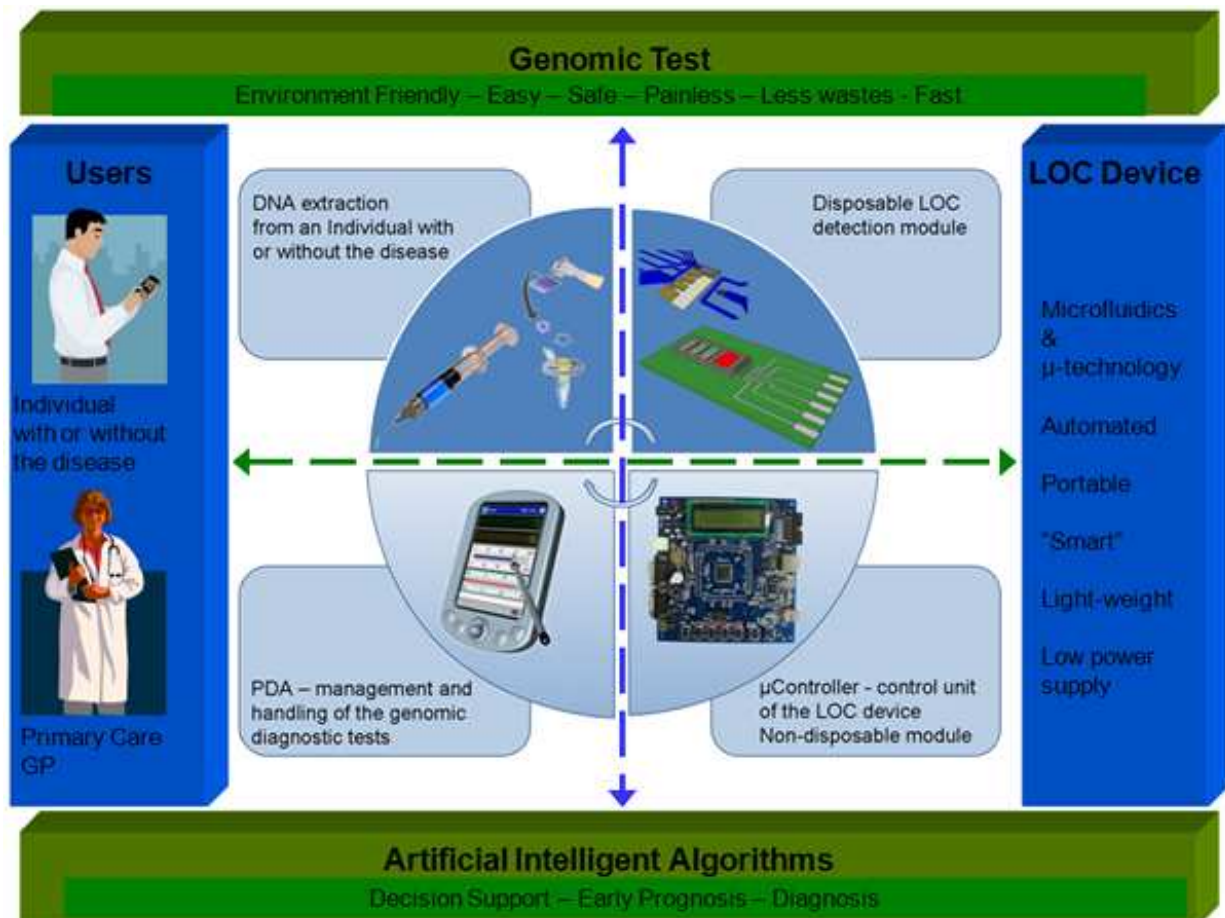 Genomic Test
Environment Friendly – Easy – Safe – Painless – Less wastes - Fast
Users
Individual
with or without
the disease
Primary Care
GP
DNA extraction
from an Individual with
or without the disease
Disposable LOC
detection module
PDA – management and
handling of the genomic
diagnostic tests
µController - control unit
of the LOC device
Non-disposable module
LOC Device
Microfluidics
&
µ-technology
Automated
Portable
"Smart"
Light-weight
Low power
supply
Artificial Intelligent Algorithms
Decision Support – Early Prognosis – Diagnosis